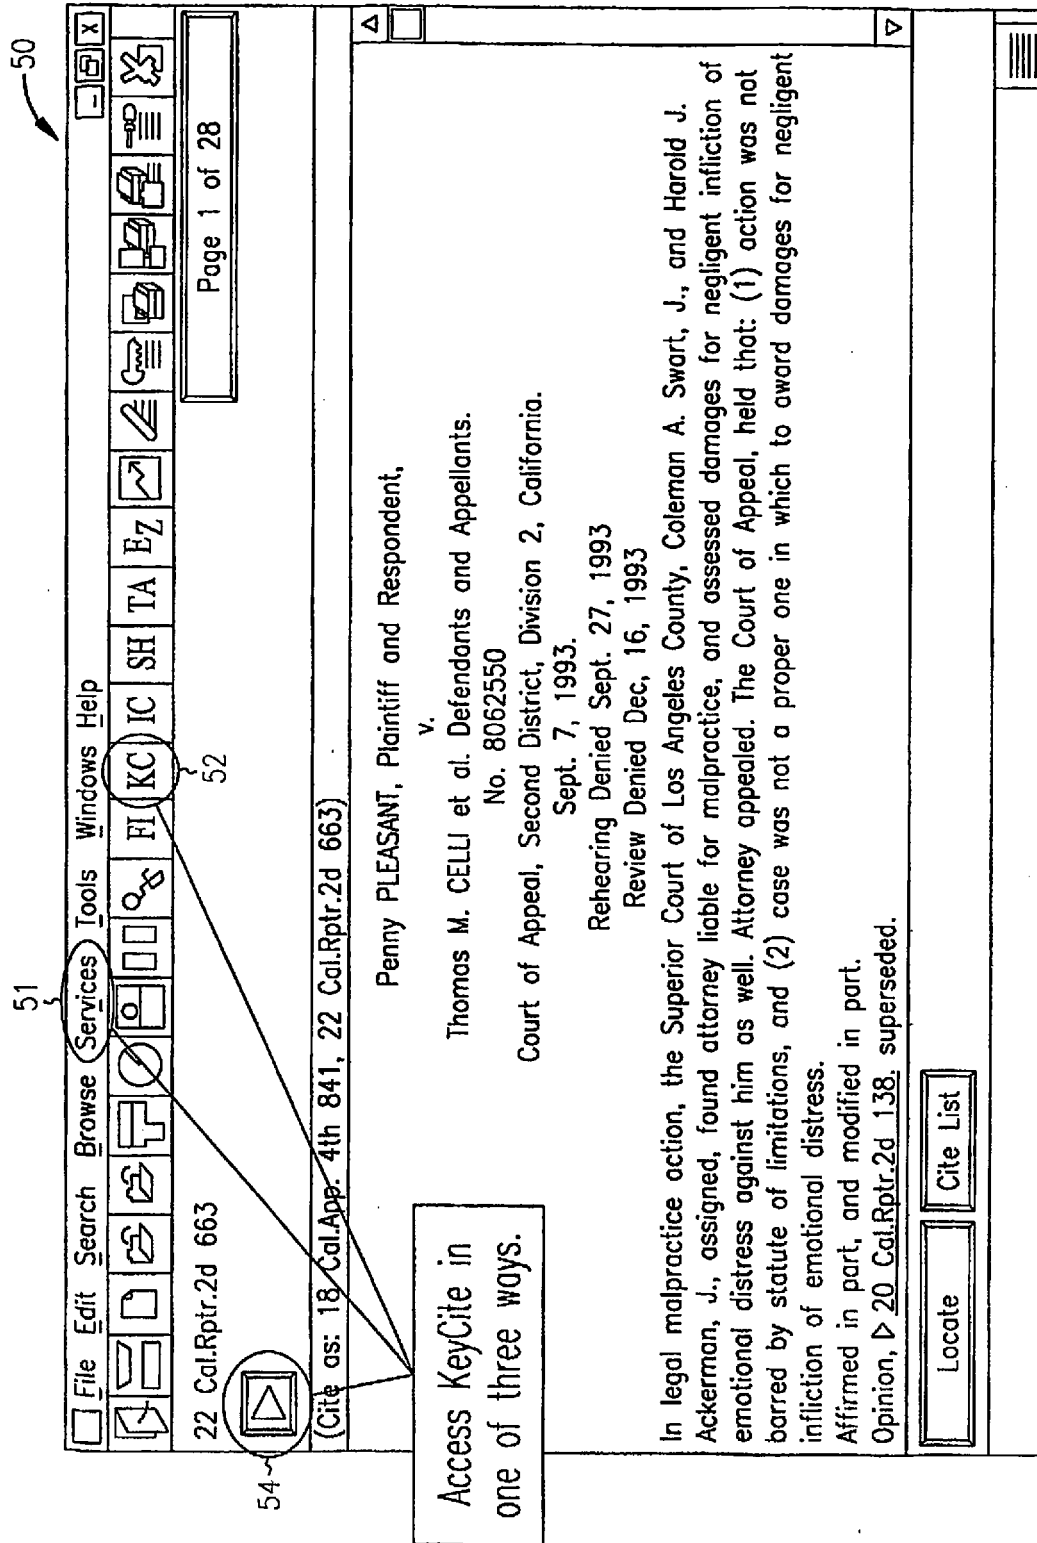 50
51
File Edit Search Browse Services Tools Windows Help
_ X
FI KC IC SH TA EZ
52
22 Cal.Rptr.2d 663
Page 1 of 28
54
(Cite as: 18 Cal.App. 4th 841, 22 Cal.Rptr.2d 663)
Access KeyCite in
one of three ways.
Penny PLEASANT, Plaintiff and Respondent,
v.
Thomas M. CELLI et al. Defendants and Appellants.
No. 8062550
Court of Appeal, Second District, Division 2, California.
Sept. 7, 1993.
Rehearing Denied Sept. 27, 1993
Review Denied Dec, 16, 1993
In legal malpractice action, the Superior Court of Los Angeles County, Coleman A. Swart, J., and Harold J.
Ackerman, J., assigned, found attorney liable for malpractice, and assessed damages for negligent infliction of
emotional distress against him as well. Attorney appealed. The Court of Appeal, held that: (1) action was not
barred by statute of limitations, and (2) case was not a proper one in which to award damages for negligent
infliction of emotional distress.
Affirmed in part, and modified in part.
Opinion, ▷ 20 Cal.Rptr.2d 138, superseded.
Locate
Cite List